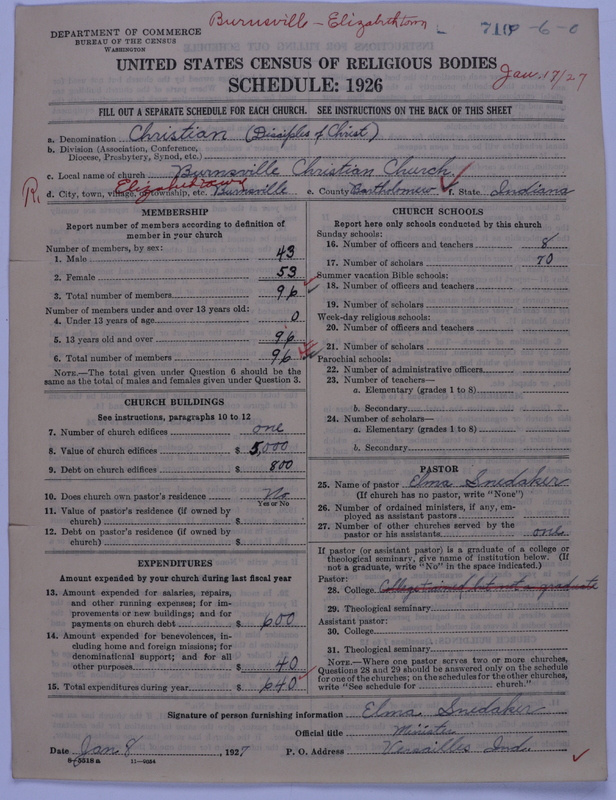 Burnsville - Elizabethtown
DEPARTMENT OF COMMERCE
BUREAU OF THE CENSUS
WASHINGTON
UNITED STATES CENSUS OF RELIGIOUS BODIES
SCHEDULE: 1926
Jan. 17/27
FILL OUT A SEPARATE SCHEDULE FOR EACH CHURCH. SEE INSTRUCTIONS ON THE BACK OF THIS SHEET
a. Denomination Christian (Disciples of Christ)
b. Division (Association, Conference, Diocese, Presbytery, Synod, etc.)
c. Local name of church Burnsville Christian Church
R. Elizabethtown
d. City, town, village, or township, etc. Burnsville e. County Bartholomew f. State Indiana
MEMBERSHIP
Report number of members according to definition of member in your church
Number of members, by sex:
1. Male 43
2. Female 53
3. Total number of members 96
Number of members under and over 13 years old:
4. Under 13 years of age 0
5. 13 years old and over 96
6. Total number of members 96
NOTE.—The total given under Question 6 should be the same as the total of males and females given under Question 3.
CHURCH BUILDINGS
See instructions, paragraphs 10 to 12
7. Number of church edifices one
8. Value of church edifices $ 5,000
9. Debt on church edifices $ 800
10. Does church own pastor's residence No
Yes or No
11. Value of pastor's residence (if owned by church) $
12. Debt on pastor's residence (if owned by church) $
EXPENDITURES
Amount expended by your church during last fiscal year
13. Amount expended for salaries, repairs, and other running expenses; for improvements or new buildings; and for payments on church debt $ 600
14. Amount expended for benevolences, including home and foreign missions; for denominational support; and for all other purposes $ 40
15. Total expenditures during year $ 640
CHURCH SCHOOLS
Report here only schools conducted by this church
Sunday schools:
16. Number of officers and teachers 8
17. Number of scholars 70
Summer vacation Bible schools:
18. Number of officers and teachers
19. Number of scholars
Week-day religious schools:
20. Number of officers and teachers
21. Number of scholars
Parochial schools:
22. Number of administrative officers
23. Number of teachers—
a. Elementary (grades 1 to 8)
b. Secondary
24. Number of scholars—
a. Elementary (grades 1 to 8)
b. Secondary
PASTOR
25. Name of pastor Elma Snedaker
(If church has no pastor, write "None")
26. Number of ordained ministers, if any, employed as assistant pastors
27. Number of other churches served by the pastor or his assistants one
If pastor (or assistant pastor) is a graduate of a college or theological seminary, give name of institution below. (If not a graduate, write "No" in the space indicated.)
Pastor:
28. College College trained but not a graduate
29. Theological seminary
Assistant pastor:
30. College
31. Theological seminary
NOTE.—Where one pastor serves two or more churches, Questions 28 and 29 should be answered only on the schedule for one of the churches; on the schedules for the other churches, write "See schedule for church."
Signature of person furnishing information Elma Snedaker
Official title Minister
Date Jan 8, 1927 P. O. Address Versailles Ind.
8-5518a 11-9054